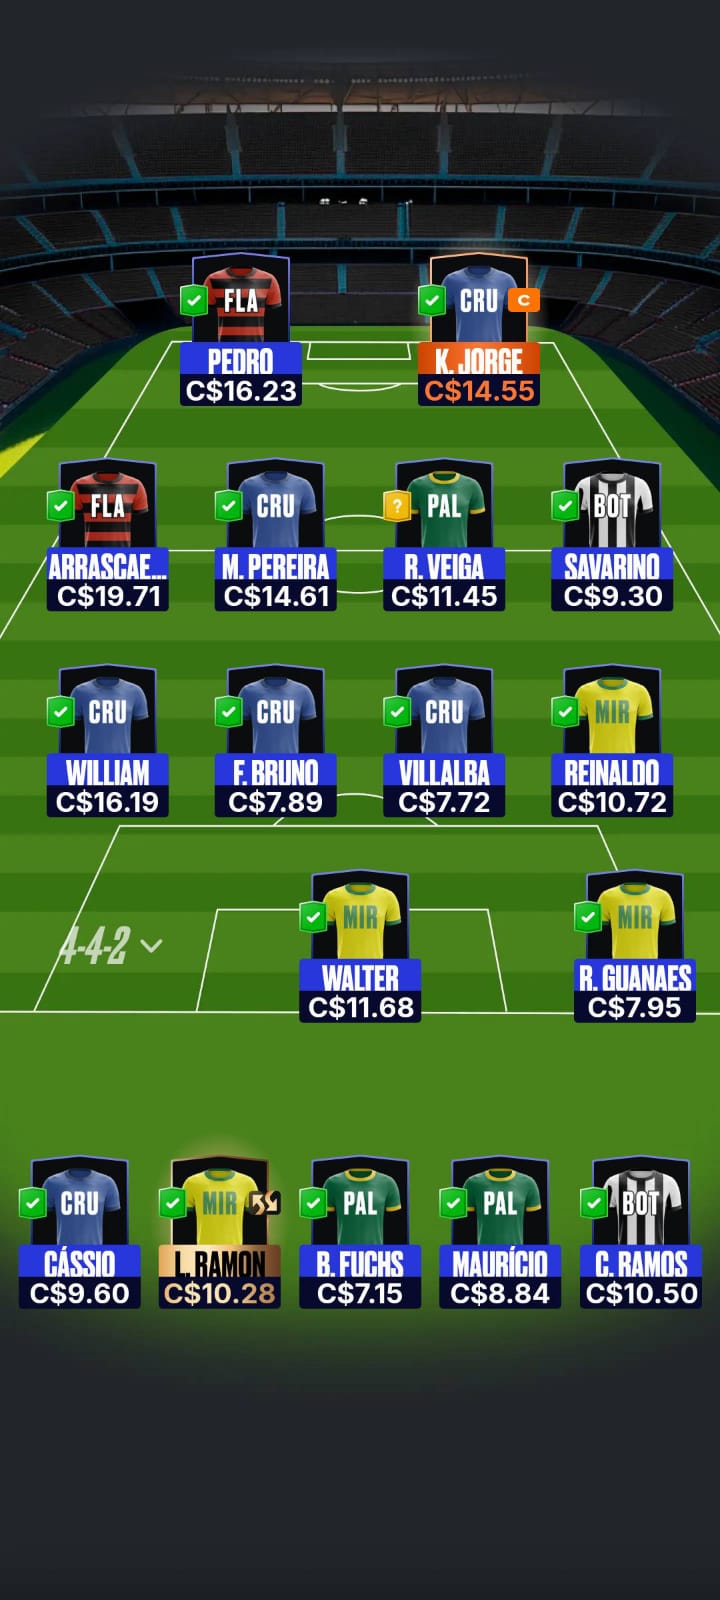 FLA
CRU C
PEDRO K. JORGE
C$16.23 C$14.55
FLA CRU ? PAL BOT
ARRASCAE... M. PEREIRA R. VEIGA SAVARINO
C$19.71 C$14.61 C$11.45 C$9.30
CRU CRU CRU MIR
WILLIAM F. BRUNO VILLALBA REINALDO
C$16.19 C$7.89 C$7.72 C$10.72
MIR MIR
4-4-2
WALTER R. GUANAES
C$11.68 C$7.95
CRU MIR PAL PAL BOT
CÁSSIO L. RAMON B. FUCHS MAURÍCIO C. RAMOS
C$9.60 C$10.28 C$7.15 C$8.84 C$10.50